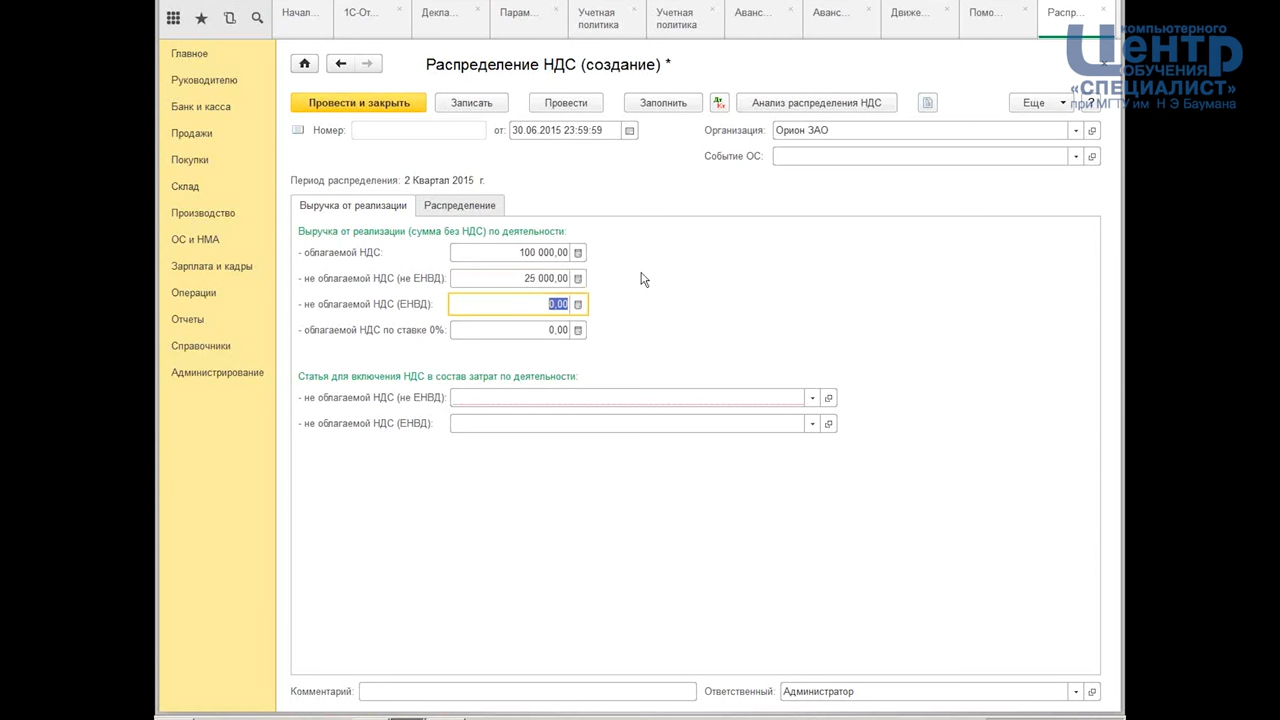 Начал...
1С-От...
Декла...
Парам...
Учетная
политика
Учетная
политика
Аванс...
Аванс...
Движе...
Помо...
Распр...
компьютерного
Центр
ОБУЧЕНИЯ
«СПЕЦИАЛИСТ»
при МГТУ им Н Э Баумана
Главное
Руководителю
Банк и касса
Продажи
Покупки
Склад
Производство
ОС и НМА
Зарплата и кадры
Операции
Отчеты
Справочники
Администрирование
Распределение НДС (создание) *
Провести и закрыть
Записать
Провести
Заполнить
Дт
Кт
Анализ распределения НДС
Еще
?
Номер:
от: 30.06.2015 23:59:59
Организация: Орион ЗАО
Событие ОС:
Период распределения: 2 Квартал 2015 г.
Выручка от реализации
Распределение
Выручка от реализации (сумма без НДС) по деятельности:
- облагаемой НДС: 100 000,00
- не облагаемой НДС (не ЕНВД): 25 000,00
- не облагаемой НДС (ЕНВД): 0,00
- облагаемой НДС по ставке 0%: 0,00
Статья для включения НДС в состав затрат по деятельности:
- не облагаемой НДС (не ЕНВД):
- не облагаемой НДС (ЕНВД):
Комментарий:
Ответственный: Администратор